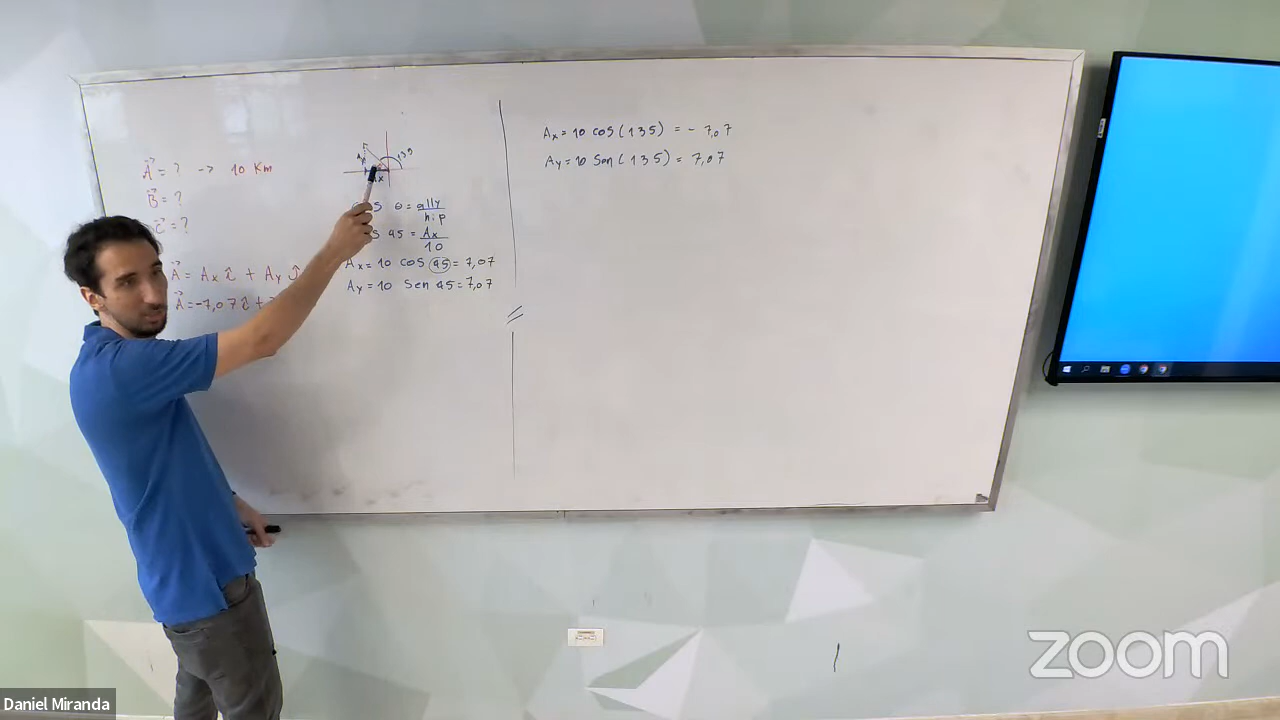 A⃗ = ? -> 10 Km
B⃗ = ?
C⃗ = ?
A⃗ = Ax î + Ay ĵ
A⃗ = -7,07 î +
Ay
135
Ax
θ = ady
hip
45 = Ax
10
Ax = 10 cos 45 = 7,07
Ay = 10 sen 45 = 7,07
Ax = 10 cos (135) = - 7,07
Ay = 10 Sen (135) = 7,07
Daniel Miranda
zoom